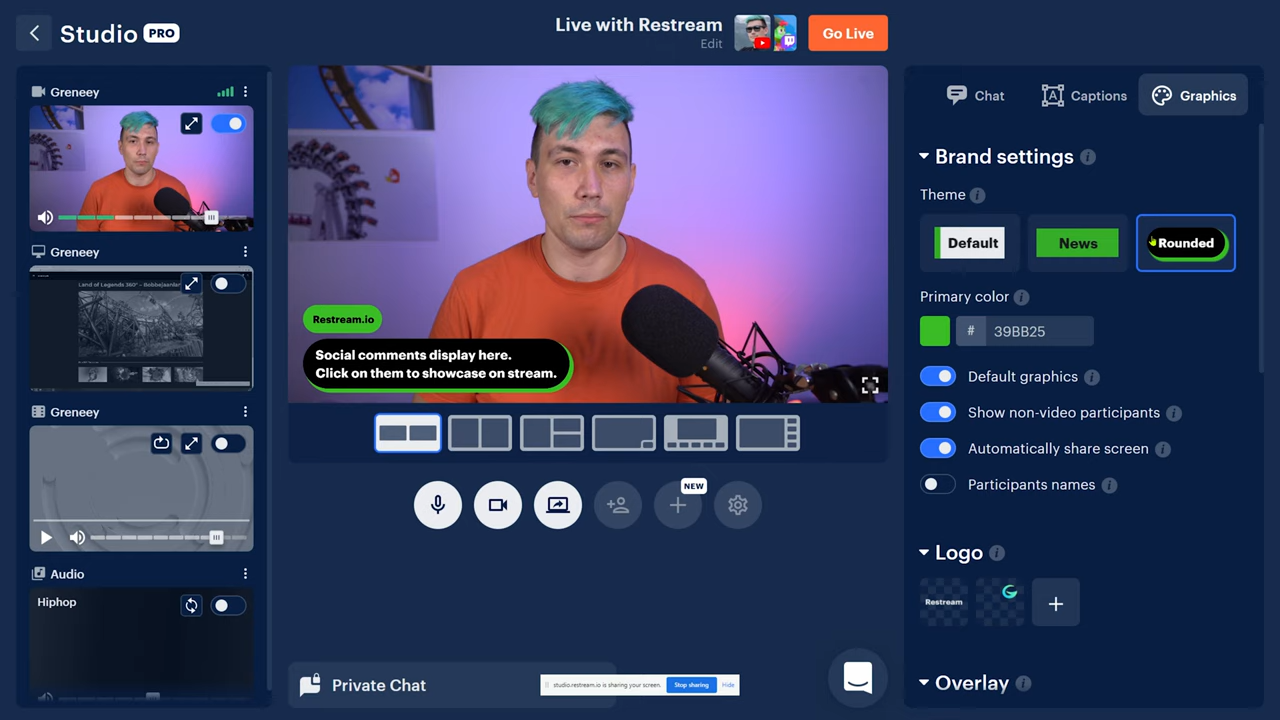 Studio PRO
Live with Restream
Edit
Go Live
Greneey
Greneey
Land of Legends 360° - Bobbejaanland
Greneey
Audio
Hiphop
Restream.io
Social comments display here.
Click on them to showcase on stream.
NEW
Private Chat
studio.restream.io is sharing your screen.
Stop sharing
Hide
Chat
Captions
Graphics
Brand settings
Theme
Default
News
Rounded
Primary color
# 39BB25
Default graphics
Show non-video participants
Automatically share screen
Participants names
Logo
Restream
Overlay